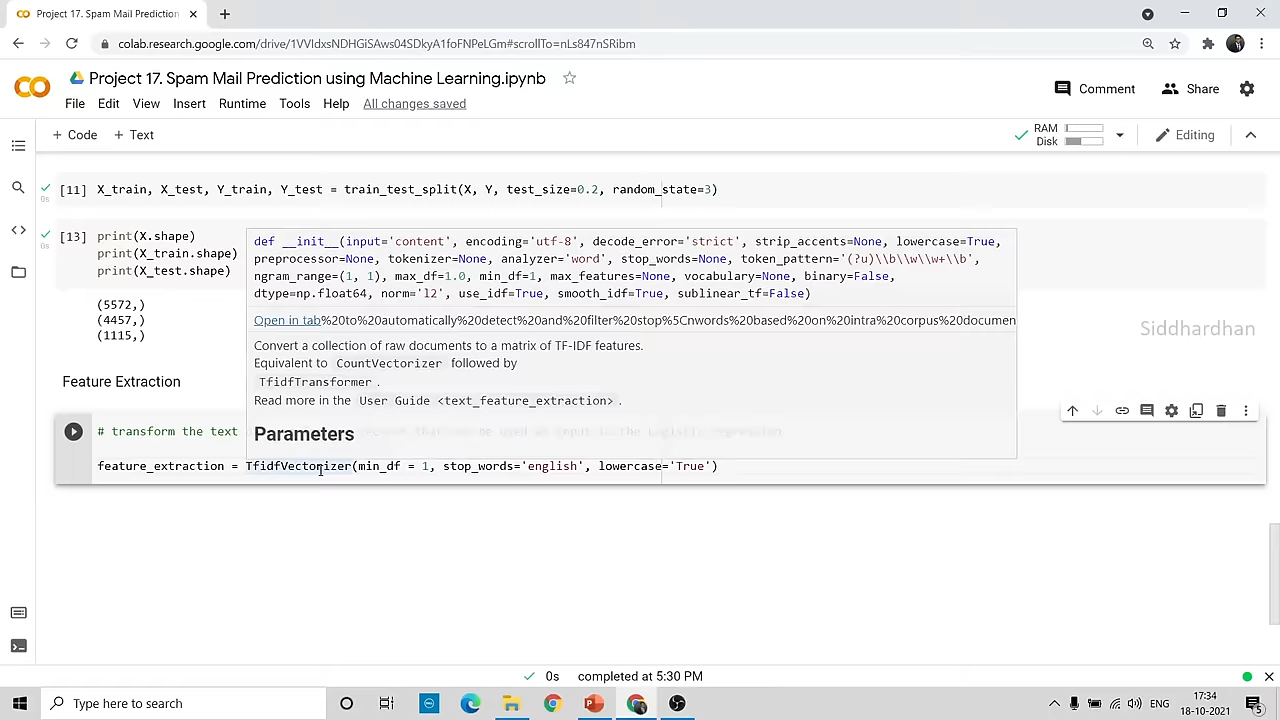 Project 17. Spam Mail Prediction
colab.research.google.com/drive/1VVIdxsNDHGiSAws04SDkyA1foFNPeLGm#scrollTo=nLs847nSRibm
Project 17. Spam Mail Prediction using Machine Learning.ipynb
File Edit View Insert Runtime Tools Help All changes saved
Comment Share
+ Code + Text
RAM
Disk
Editing
[11] X_train, X_test, Y_train, Y_test = train_test_split(X, Y, test_size=0.2, random_state=3)
0s
[13] print(X.shape)
0s
print(X_train.shape)
print(X_test.shape)
(5572,)
(4457,)
(1115,)
def __init__(input='content', encoding='utf-8', decode_error='strict', strip_accents=None, lowercase=True,
preprocessor=None, tokenizer=None, analyzer='word', stop_words=None, token_pattern='(?u)\\b\\w\\w+\\b',
ngram_range=(1, 1), max_df=1.0, min_df=1, max_features=None, vocabulary=None, binary=False,
dtype=np.float64, norm='l2', use_idf=True, smooth_idf=True, sublinear_tf=False)
Open in tab%20to%20automatically%20detect%20and%20filter%20stop%5Cnwords%20based%20on%20intra%20corpus%20documen
Convert a collection of raw documents to a matrix of TF-IDF features.
Equivalent to CountVectorizer followed by
TfidfTransformer .
Read more in the User Guide <text_feature_extraction> .
Parameters
Siddhardhan
Feature Extraction
# transform the text
feature_extraction = TfidfVectorizer(min_df = 1, stop_words='english', lowercase='True')
0s completed at 5:30 PM
Type here to search
ENG
17:34
18-10-2021
5